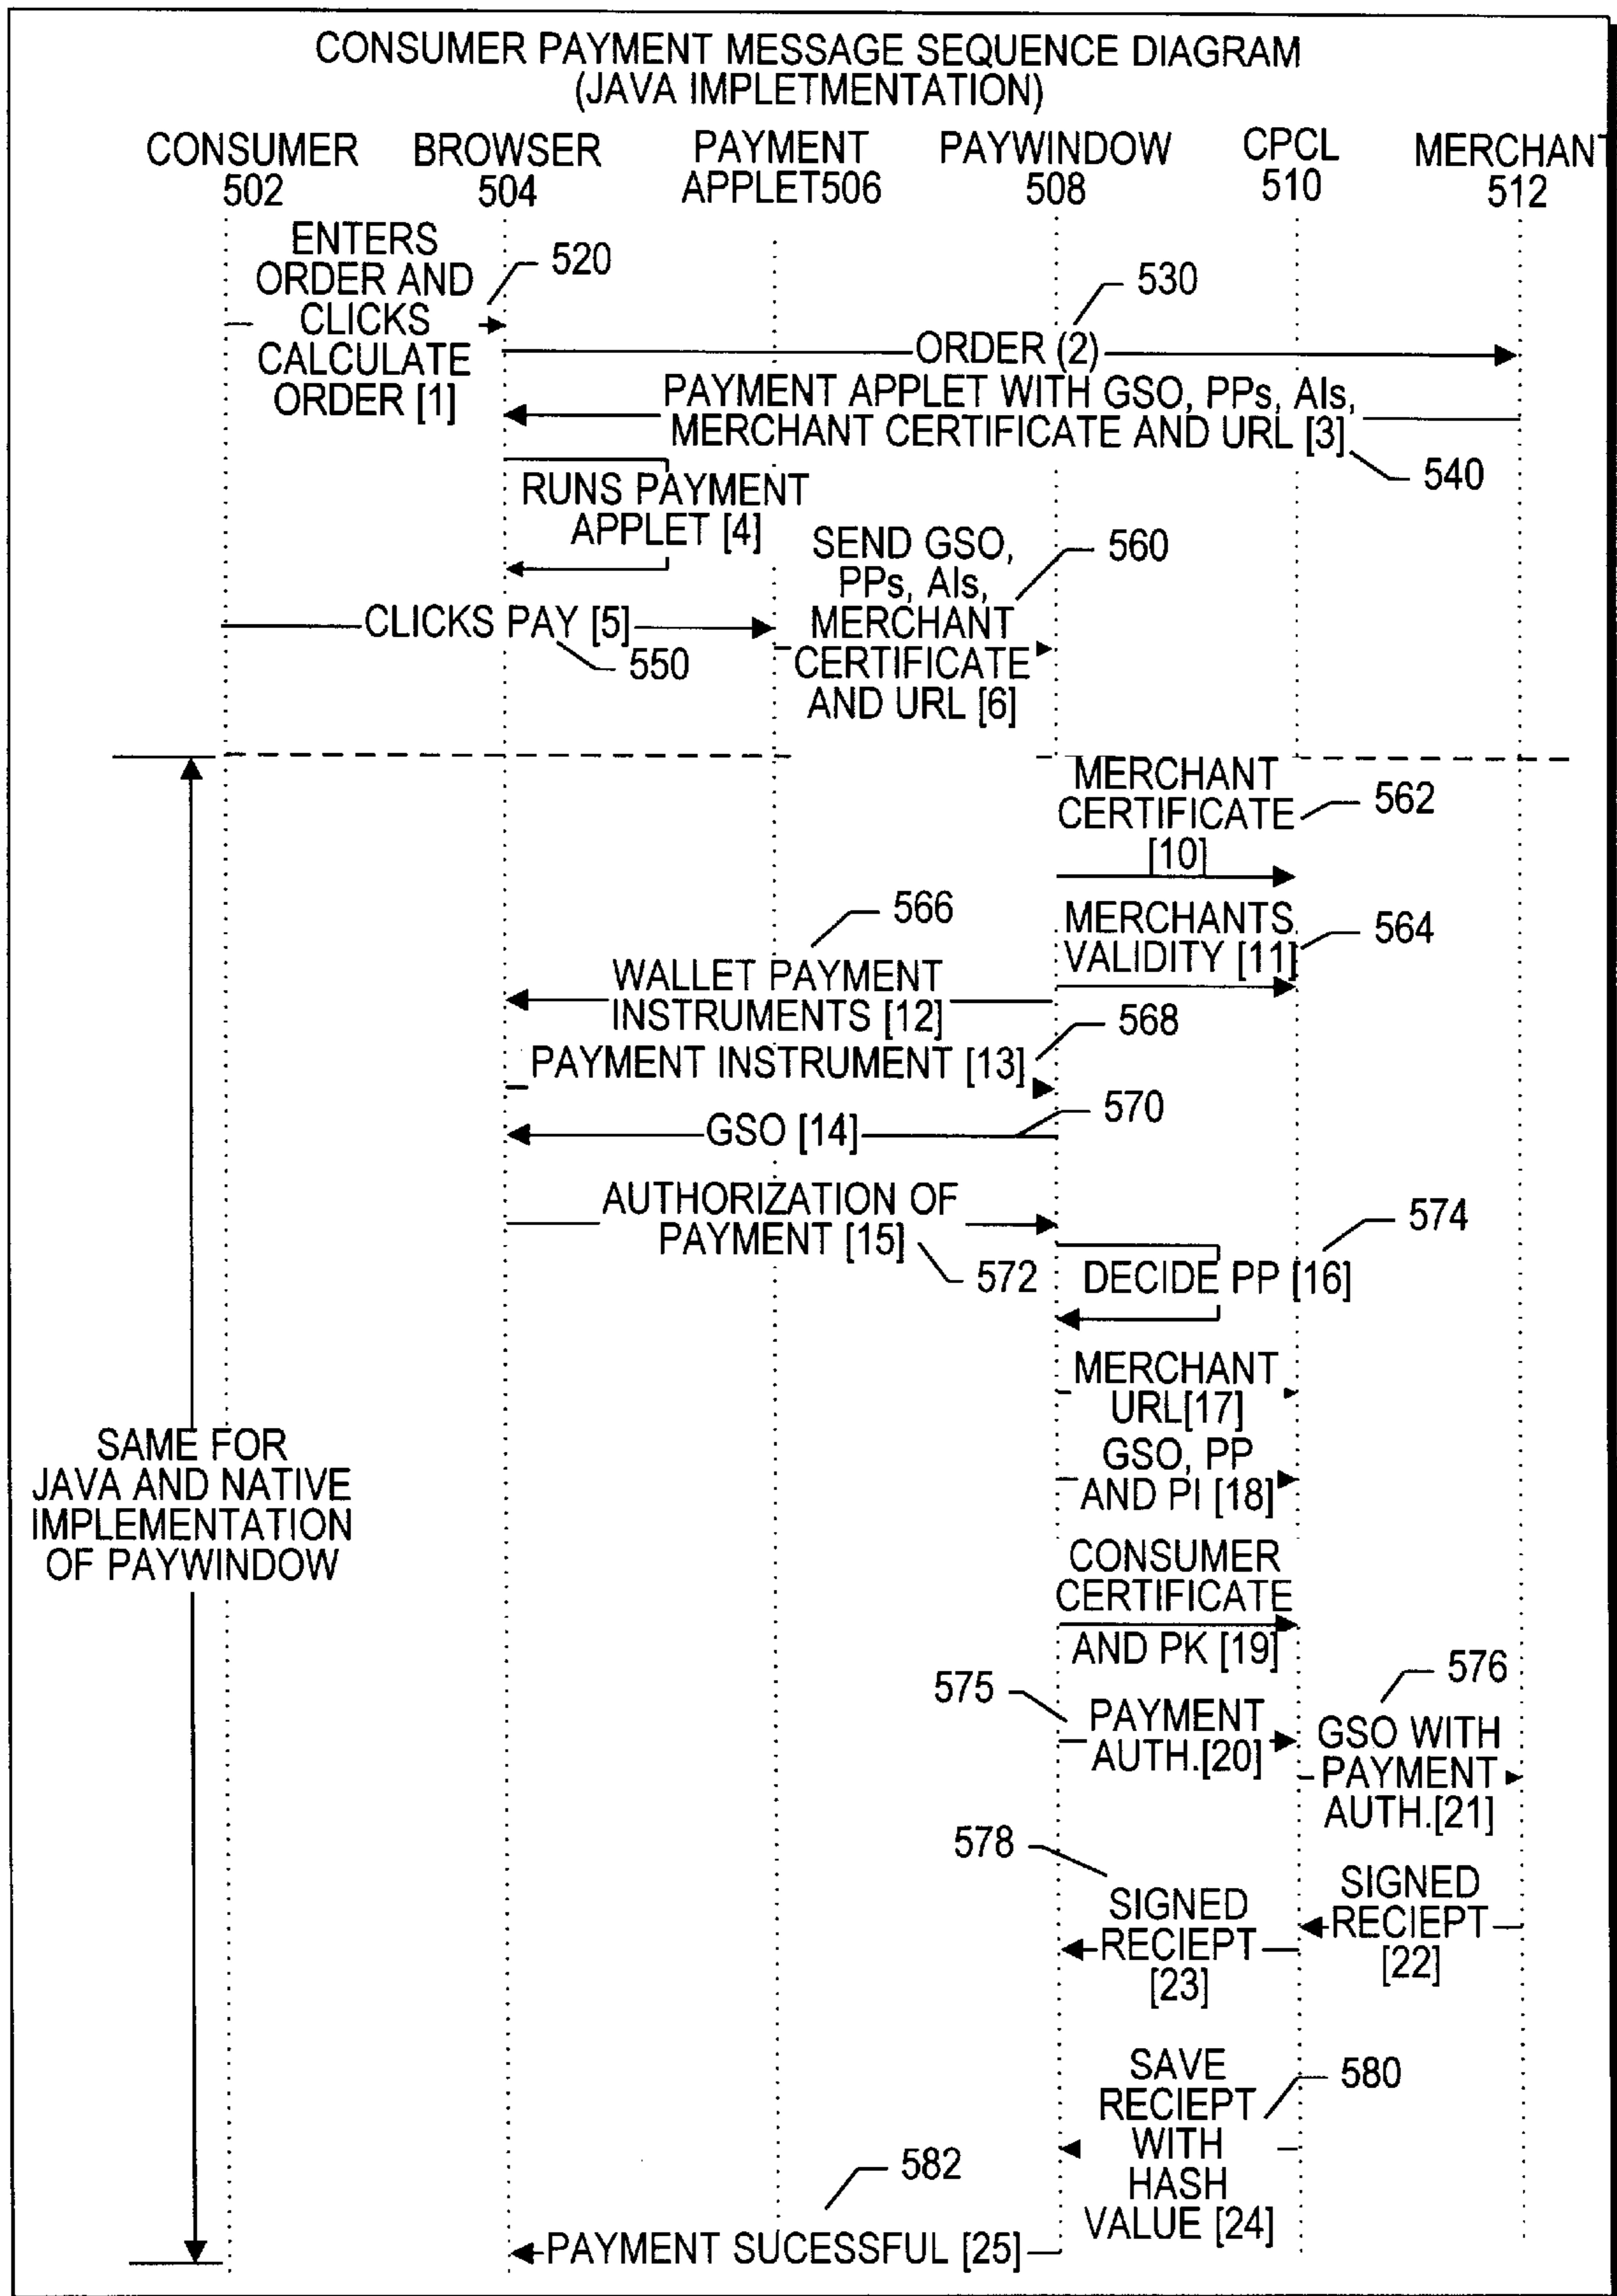 CONSUMER PAYMENT MESSAGE SEQUENCE DIAGRAM
(JAVA IMPLETMENTATION)
CONSUMER
502
BROWSER
504
PAYMENT
APPLET506
PAYWINDOW
508
CPCL
510
MERCHANT
512
ENTERS
ORDER AND
CLICKS
CALCULATE
ORDER [1]
520
530
ORDER (2)
PAYMENT APPLET WITH GSO, PPs, AIs,
MERCHANT CERTIFICATE AND URL [3]
540
RUNS PAYMENT
APPLET [4]
SEND GSO,
PPs, AIs,
MERCHANT
CERTIFICATE
AND URL [6]
560
CLICKS PAY [5]
550
MERCHANT
CERTIFICATE
[10]
562
566
MERCHANTS
VALIDITY [11]
564
WALLET PAYMENT
INSTRUMENTS [12]
568
PAYMENT INSTRUMENT [13]
570
GSO [14]
AUTHORIZATION OF
PAYMENT [15]
572
574
DECIDE PP [16]
MERCHANT
URL[17]
GSO, PP
AND PI [18]
SAME FOR
JAVA AND NATIVE
IMPLEMENTATION
OF PAYWINDOW
CONSUMER
CERTIFICATE
AND PK [19]
575
PAYMENT
AUTH.[20]
576
GSO WITH
PAYMENT
AUTH.[21]
578
SIGNED
RECIEPT
[22]
SIGNED
RECIEPT
[23]
SAVE
RECIEPT
WITH
HASH
VALUE [24]
580
582
PAYMENT SUCESSFUL [25]